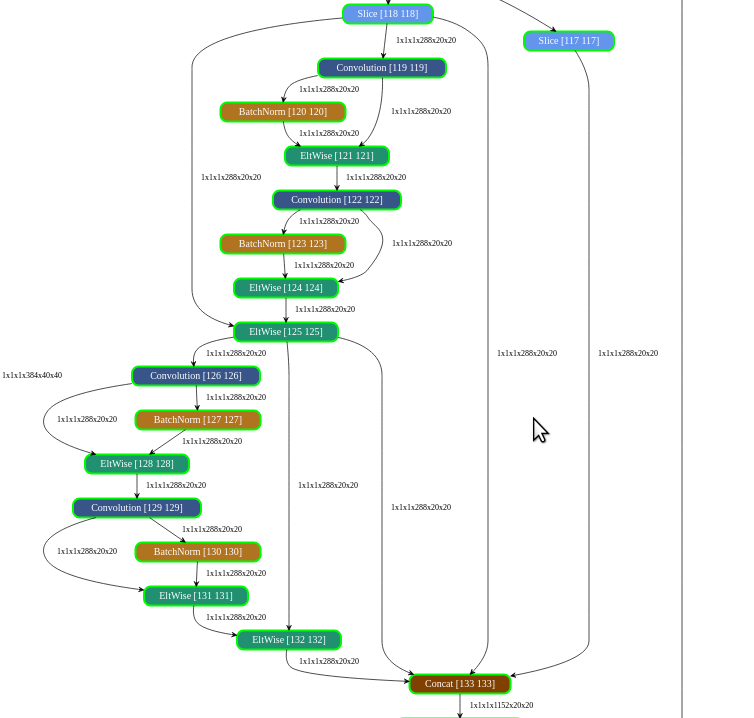 Slice [118 118]
1x1x1x288x20x20
Slice [117 117]
Convolution [119 119]
1x1x1x288x20x20
BatchNorm [120 120]
1x1x1x288x20x20
1x1x1x288x20x20
EltWise [121 121]
1x1x1x288x20x20
1x1x1x288x20x20
Convolution [122 122]
1x1x1x288x20x20
BatchNorm [123 123]
1x1x1x288x20x20
1x1x1x288x20x20
EltWise [124 124]
1x1x1x288x20x20
EltWise [125 125]
1x1x1x288x20x20
1x1x1x288x20x20
1x1x1x288x20x20
1x1x1x384x40x40
Convolution [126 126]
1x1x1x288x20x20
1x1x1x288x20x20
BatchNorm [127 127]
1x1x1x288x20x20
EltWise [128 128]
1x1x1x288x20x20
1x1x1x288x20x20
Convolution [129 129]
1x1x1x288x20x20
1x1x1x288x20x20
1x1x1x288x20x20
BatchNorm [130 130]
1x1x1x288x20x20
EltWise [131 131]
1x1x1x288x20x20
EltWise [132 132]
1x1x1x288x20x20
Concat [133 133]
1x1x1x1152x20x20